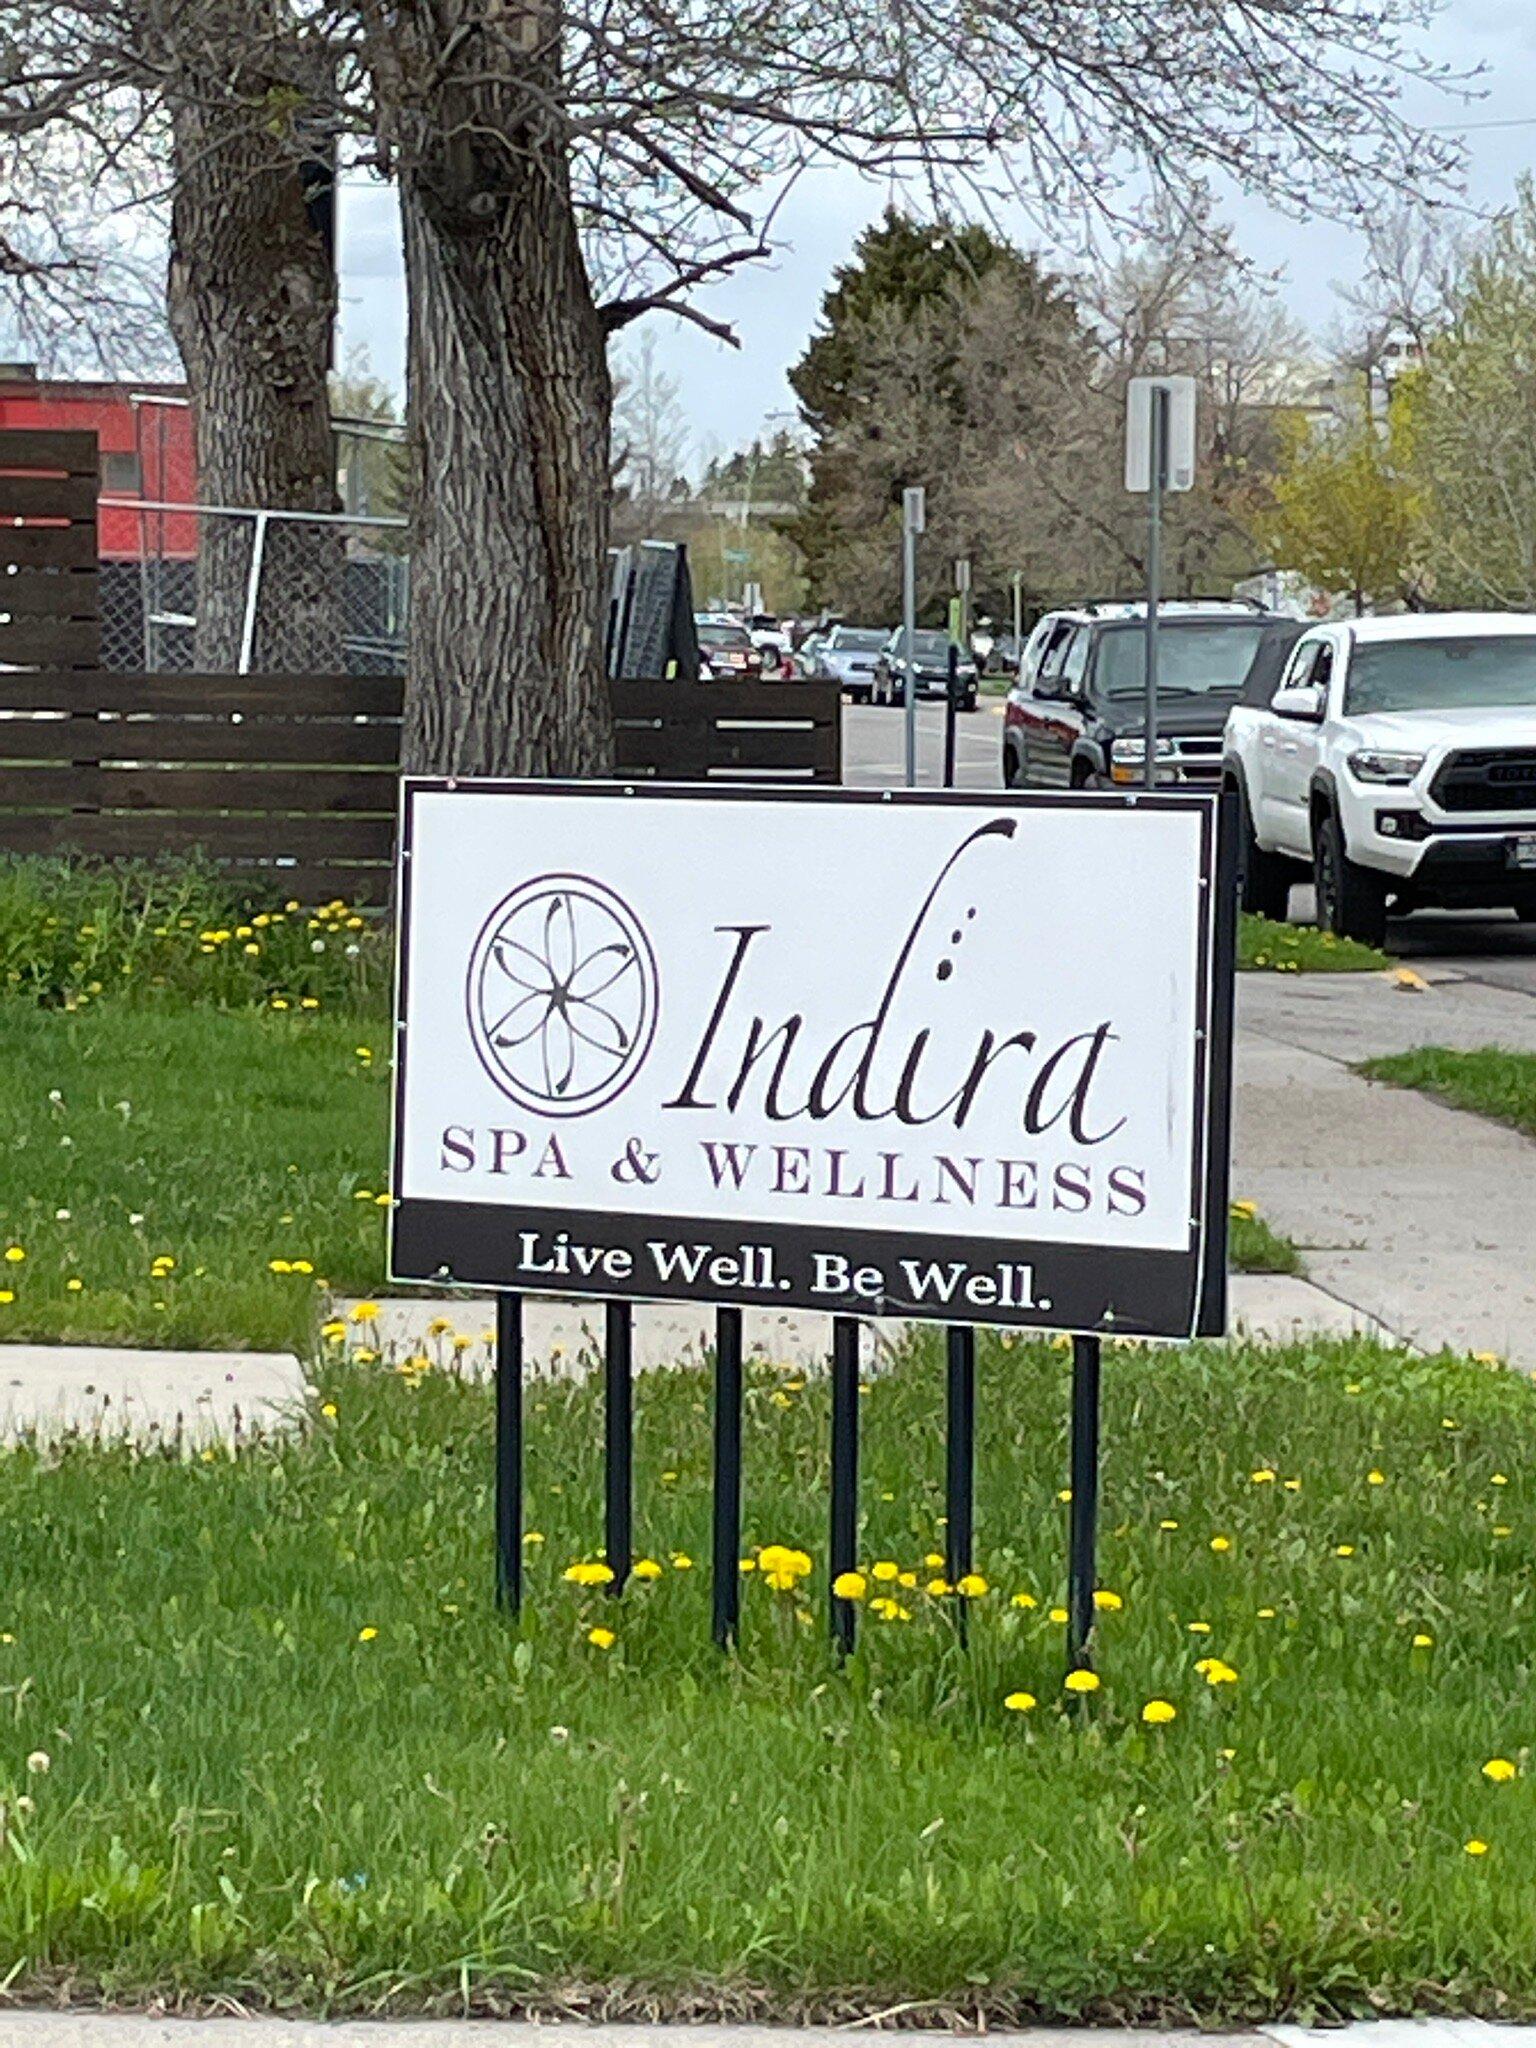 Indira
SPA & WELLNESS
Live Well. Be Well.